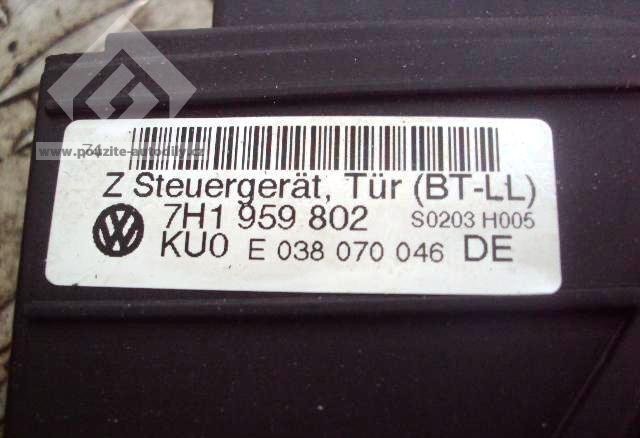 www.pouzite-autodily.cz
Z Steuergerät, Tür (BT-LL)
7H1 959 802 S0203 H005
KU0 E 038 070 046 DE